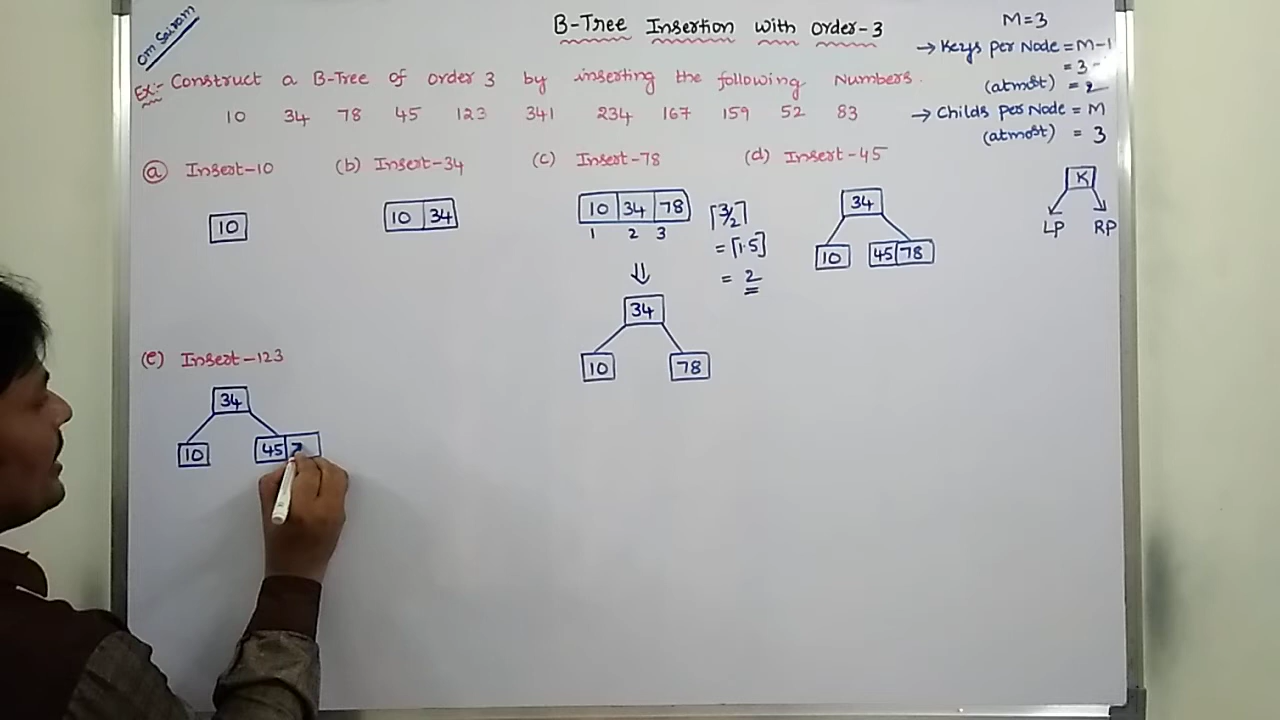 om Sairam
B-Tree Insertion with order-3
M=3
→ Keys per Node = M-1
= 3-
(atmost) = 2
→ Childs per Node = M
(atmost) = 3
Ex:- Construct a B-Tree of order 3 by inserting the following Numbers.
10 34 78 45 123 341 234 167 159 52 83
(a) Insert-10 (b) Insert-34 (c) Insert-78 (d) Insert-45
10
10 34
10 34 78
1 2 3
⌈3/2⌉
= ⌈1.5⌉
= 2
⇓
34
10 78
34
10 45 78
K
LP RP
(e) Insert-123
34
10 45 7